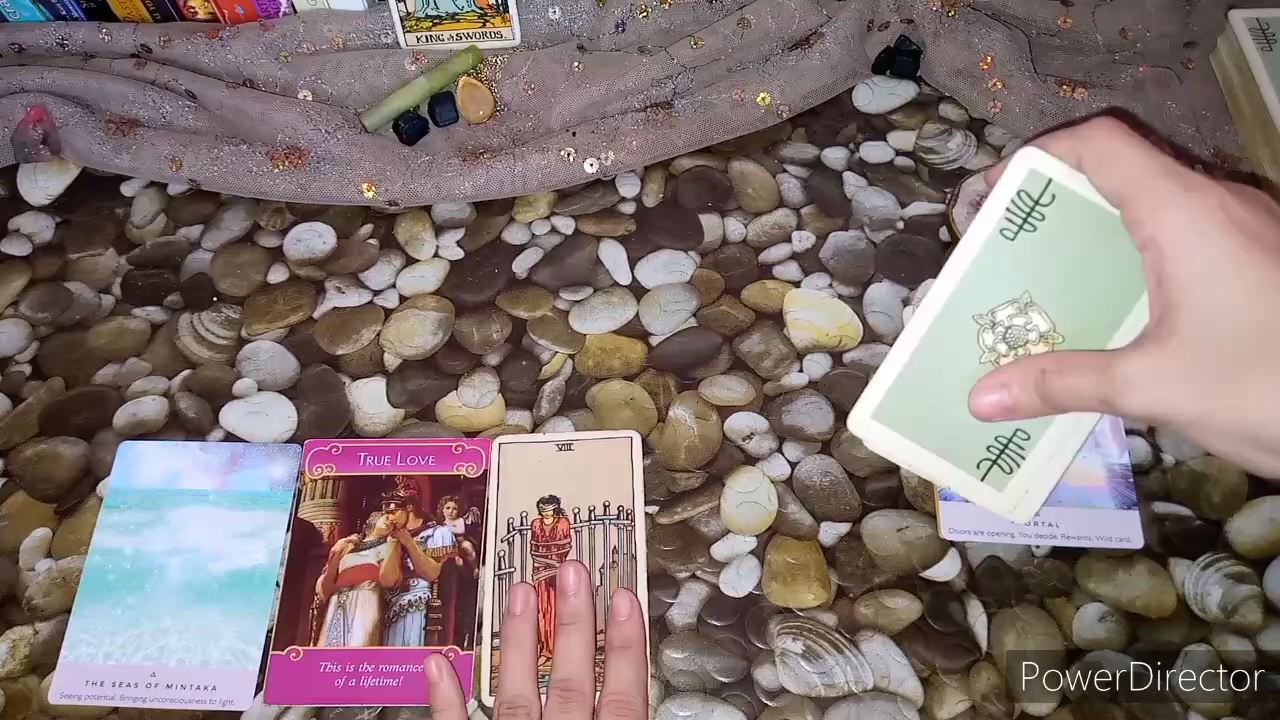 KING of SWORDS.
TRUE LOVE
This is the romance
of a lifetime!
VIII
THE SEAS OF MINTAKA
Seeing potential. Bringing unconsciousness to light.
RTAL
Doors are opening. You decide. Rewards. Wild card.
PowerDirector